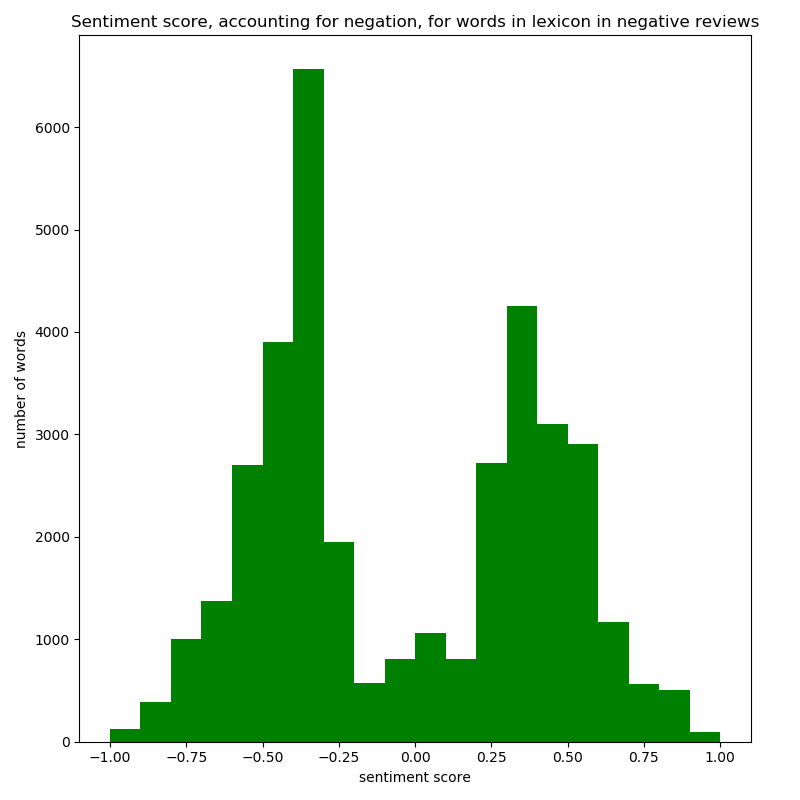 Sentiment score, accounting for negation, for words in lexicon in negative reviews
number of words
6000
5000
4000
3000
2000
1000
0
−1.00 −0.75 −0.50 −0.25 0.00 0.25 0.50 0.75 1.00
sentiment score